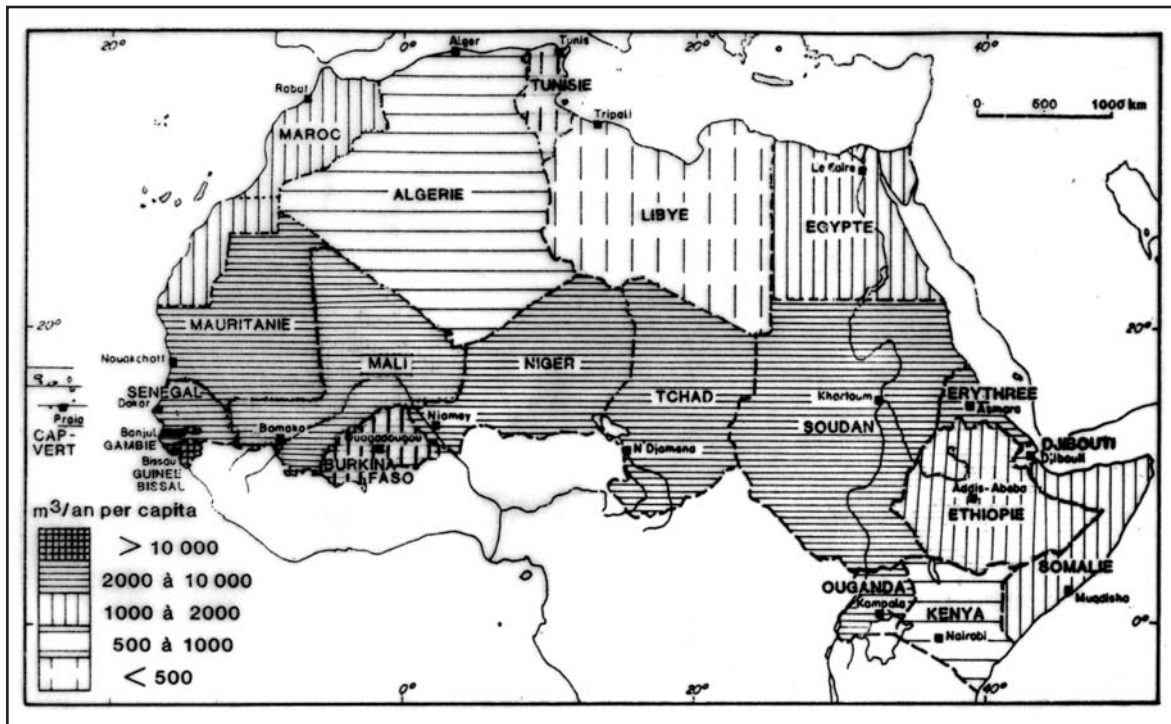 20°
0°
20°
40°
Alger
Tunis
TUNISIE
Rabat
Tripoli
MAROC
0 500 1000 km
Le Caire
ALGERIE
LIBYE
EGYPTE
20°
20°
MAURITANIE
Nouakchott
MALI
NIGER
TCHAD
SENEGAL
Dakar
Khartoum
ERYTHREE
Asmara
Praia
CAP-
VERT
Niamey
SOUDAN
Banjul
GAMBIE
Bamako
Ouagadougou
N'Djamena
DJIBOUTI
Djibouti
Bissau
GUINEE
BISSAU
BURKINA
FASO
Addis-Ababa
ETHIOPIE
m³/an per capita
> 10 000
2000 à 10 000
1000 à 2000
500 à 1000
< 500
SOMALIE
OUGANDA
Kampala
KENYA
Muqdisho
Nairobi
0°
0°
20°
40°